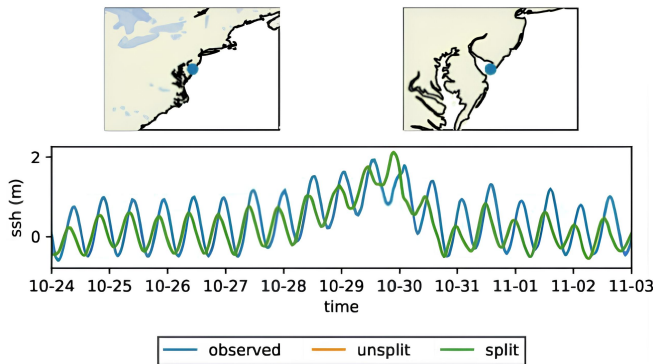 2
0
ssh (m)
10-24 10-25 10-26 10-27 10-28 10-29 10-30 10-31 11-01 11-02 11-03
time
observed unsplit split